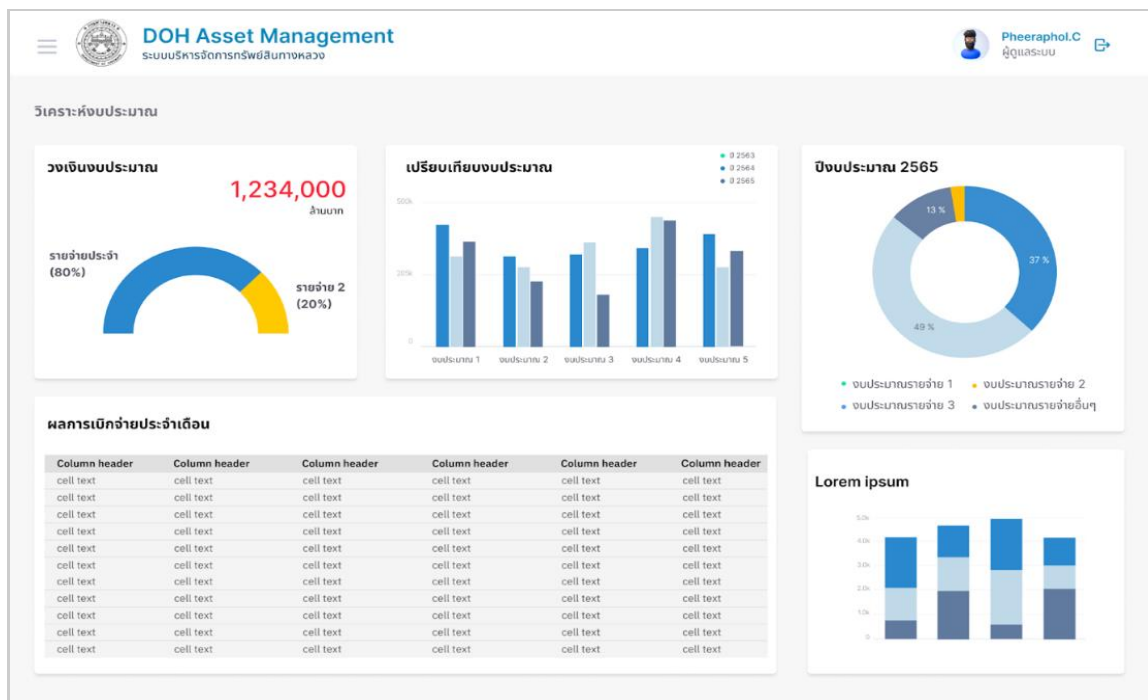 DOH Asset Management
ระบบบริหารจัดการทรัพย์สินทางหลวง
Pheeraphol.C
ผู้ดูแลระบบ
วิเคราะห์งบประมาณ
วงเงินงบประมาณ
1,234,000
ล้านบาท
รายจ่ายประจำ
(80%)
รายจ่าย 2
(20%)
เปรียบเทียบงบประมาณ
ปี 2563
ปี 2564
ปี 2565
500k
0
งบประมาณ 1 งบประมาณ 2 งบประมาณ 3 งบประมาณ 4 งบประมาณ 5
ปีงบประมาณ 2565
13 %
37 %
49 %
งบประมาณรายจ่าย 1 งบประมาณรายจ่าย 2
งบประมาณรายจ่าย 3 งบประมาณรายจ่ายอื่นๆ
ผลการเบิกจ่ายประจำเดือน
Column header Column header Column header Column header Column header Column header
cell text cell text cell text cell text cell text cell text
cell text cell text cell text cell text cell text cell text
cell text cell text cell text cell text cell text cell text
cell text cell text cell text cell text cell text cell text
cell text cell text cell text cell text cell text cell text
cell text cell text cell text cell text cell text cell text
cell text cell text cell text cell text cell text cell text
cell text cell text cell text cell text cell text cell text
cell text cell text cell text cell text cell text cell text
cell text cell text cell text cell text cell text cell text
cell text cell text cell text cell text cell text cell text
Lorem ipsum
5.0k
4.0k
3.0k
2.0k
1.0k
0